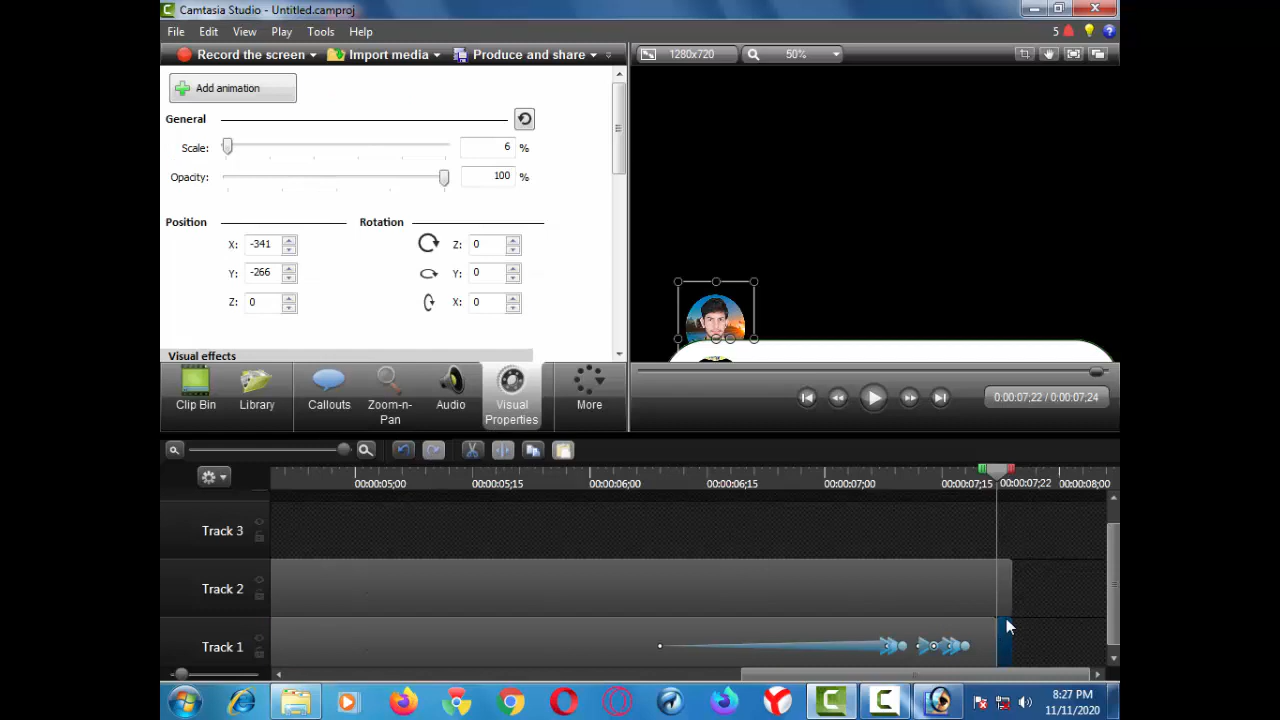 Camtasia Studio - Untitled.camproj
File Edit View Play Tools Help 5
Record the screen Import media Produce and share 1280x720 50%
Add animation
General
Scale: 6 %
Opacity: 100 %
Position Rotation
X: -341 Z: 0
Y: -266 Y: 0
Z: 0 X: 0
Visual effects
Clip Bin Library Callouts Zoom-n-Pan Audio Visual Properties More
0:00:07;22 / 0:00:07;24
00:00:05;00 00:00:05;15 00:00:06;00 00:00:06;15 00:00:07;00 00:00:07;15 00:00:07;22 00:00:08;00
Track 3
Track 2
Track 1
8:27 PM
11/11/2020